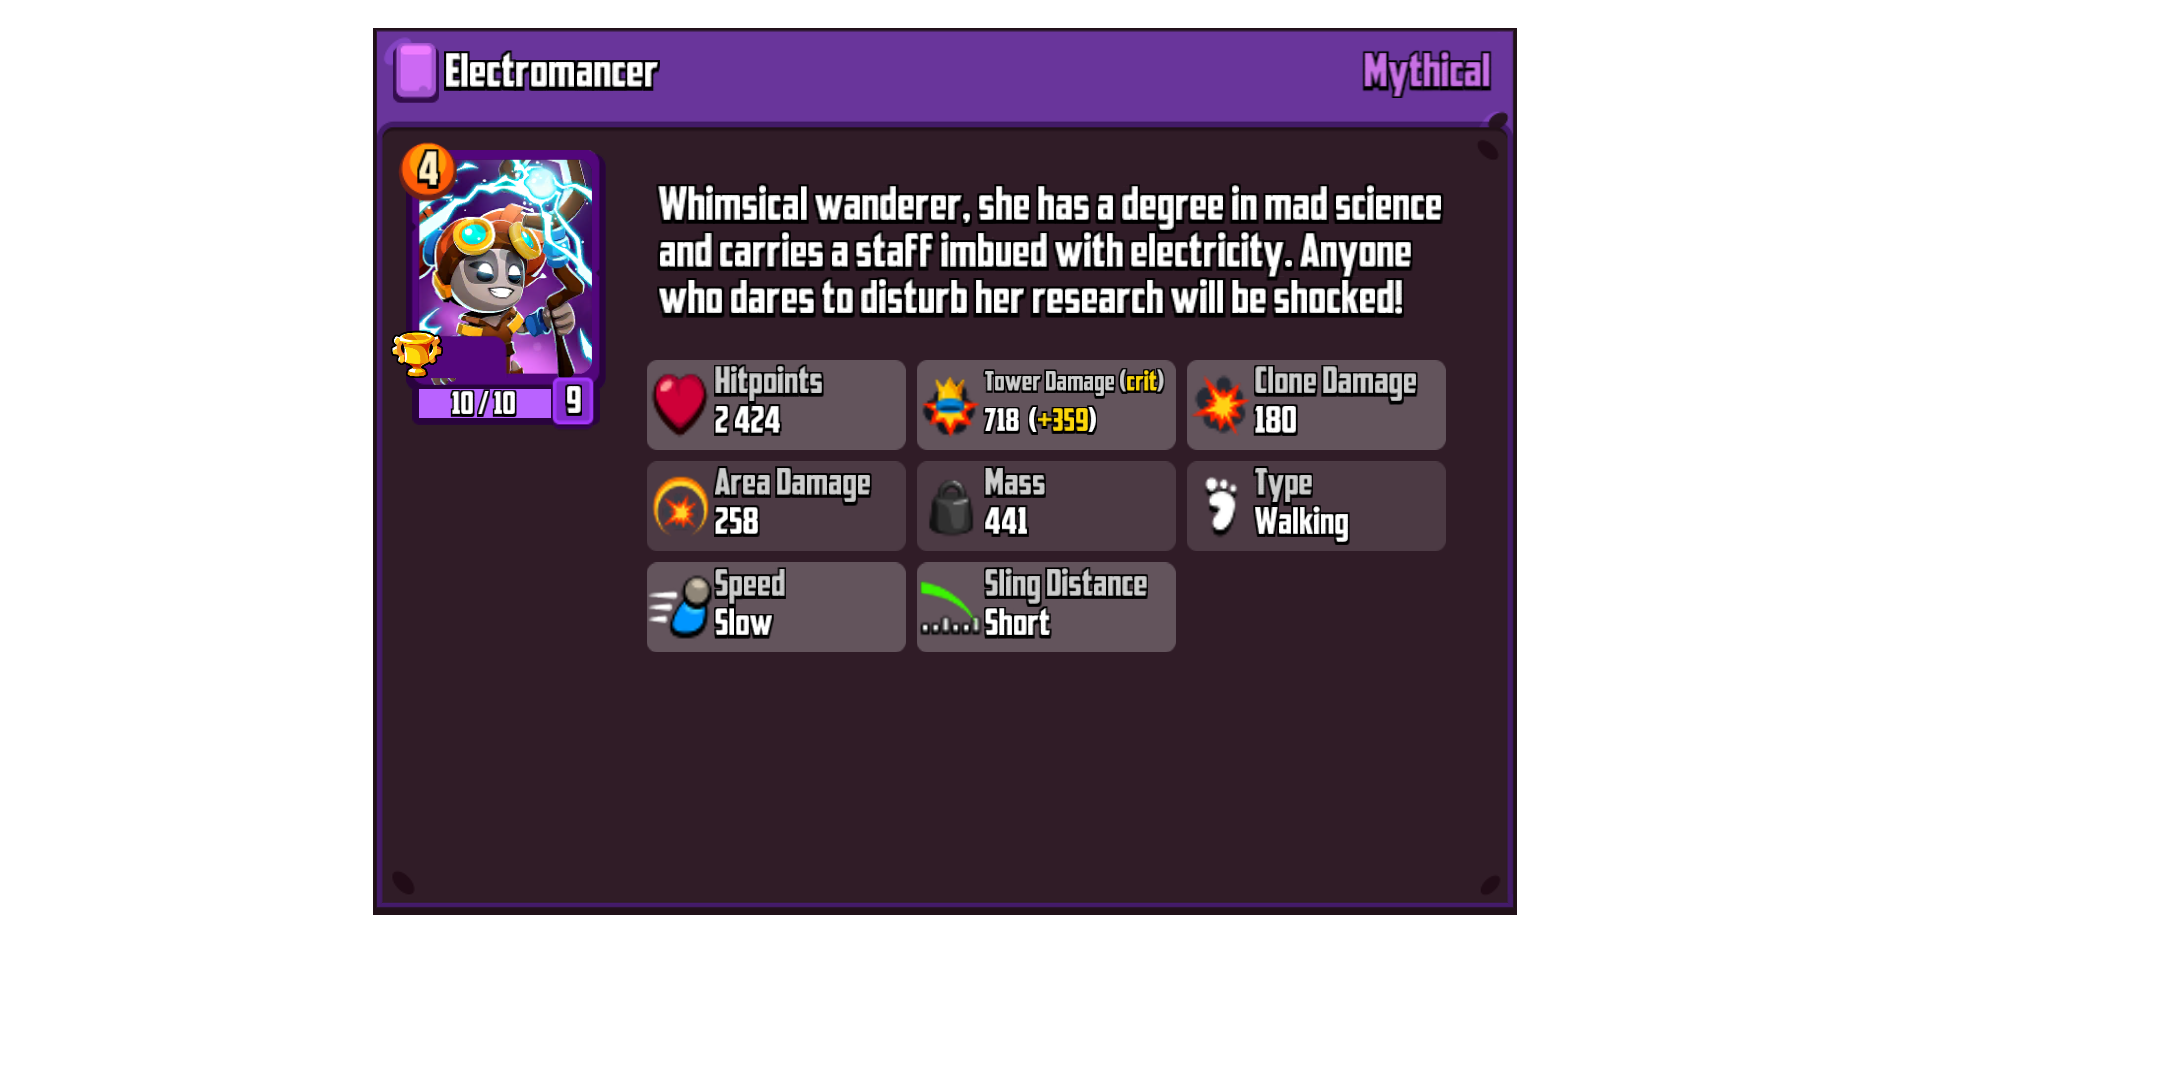 Electromancer
Mythical
4
10 / 10
9
Whimsical wanderer, she has a degree in mad science
and carries a staff imbued with electricity. Anyone
who dares to disturb her research will be shocked!
Hitpoints
2 424
Tower Damage (crit)
718 (+359)
Clone Damage
180
Area Damage
258
Mass
441
Type
Walking
Speed
Slow
Sling Distance
Short